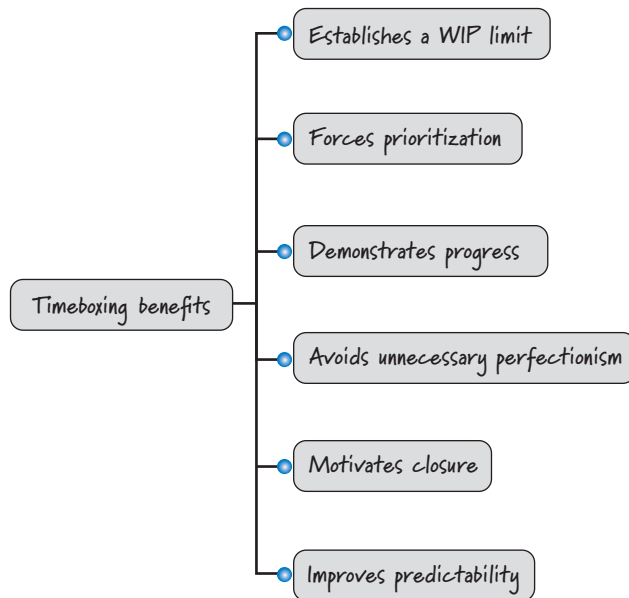 Establishes a WIP limit
Forces prioritization
Demonstrates progress
Timeboxing benefits
Avoids unnecessary perfectionism
Motivates closure
Improves predictability